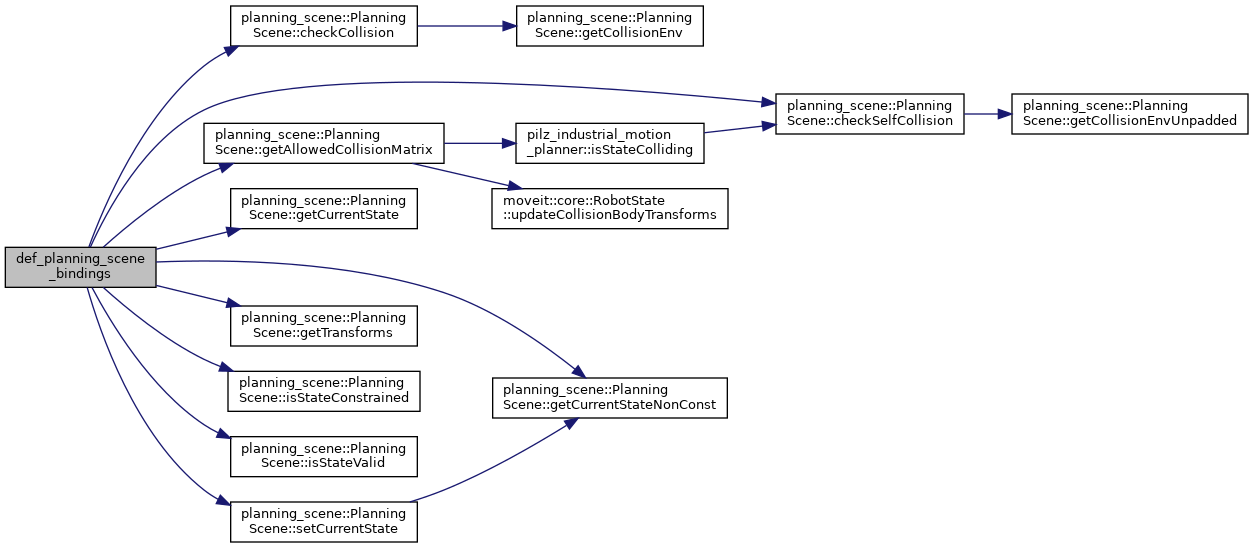 planning_scene::Planning
Scene::checkCollision
planning_scene::Planning
Scene::getCollisionEnv
planning_scene::Planning
Scene::checkSelfCollision
planning_scene::Planning
Scene::getCollisionEnvUnpadded
planning_scene::Planning
Scene::getAllowedCollisionMatrix
pilz_industrial_motion
_planner::isStateColliding
planning_scene::Planning
Scene::getCurrentState
moveit::core::RobotState
::updateCollisionBodyTransforms
def_planning_scene
_bindings
planning_scene::Planning
Scene::getTransforms
planning_scene::Planning
Scene::isStateConstrained
planning_scene::Planning
Scene::getCurrentStateNonConst
planning_scene::Planning
Scene::isStateValid
planning_scene::Planning
Scene::setCurrentState